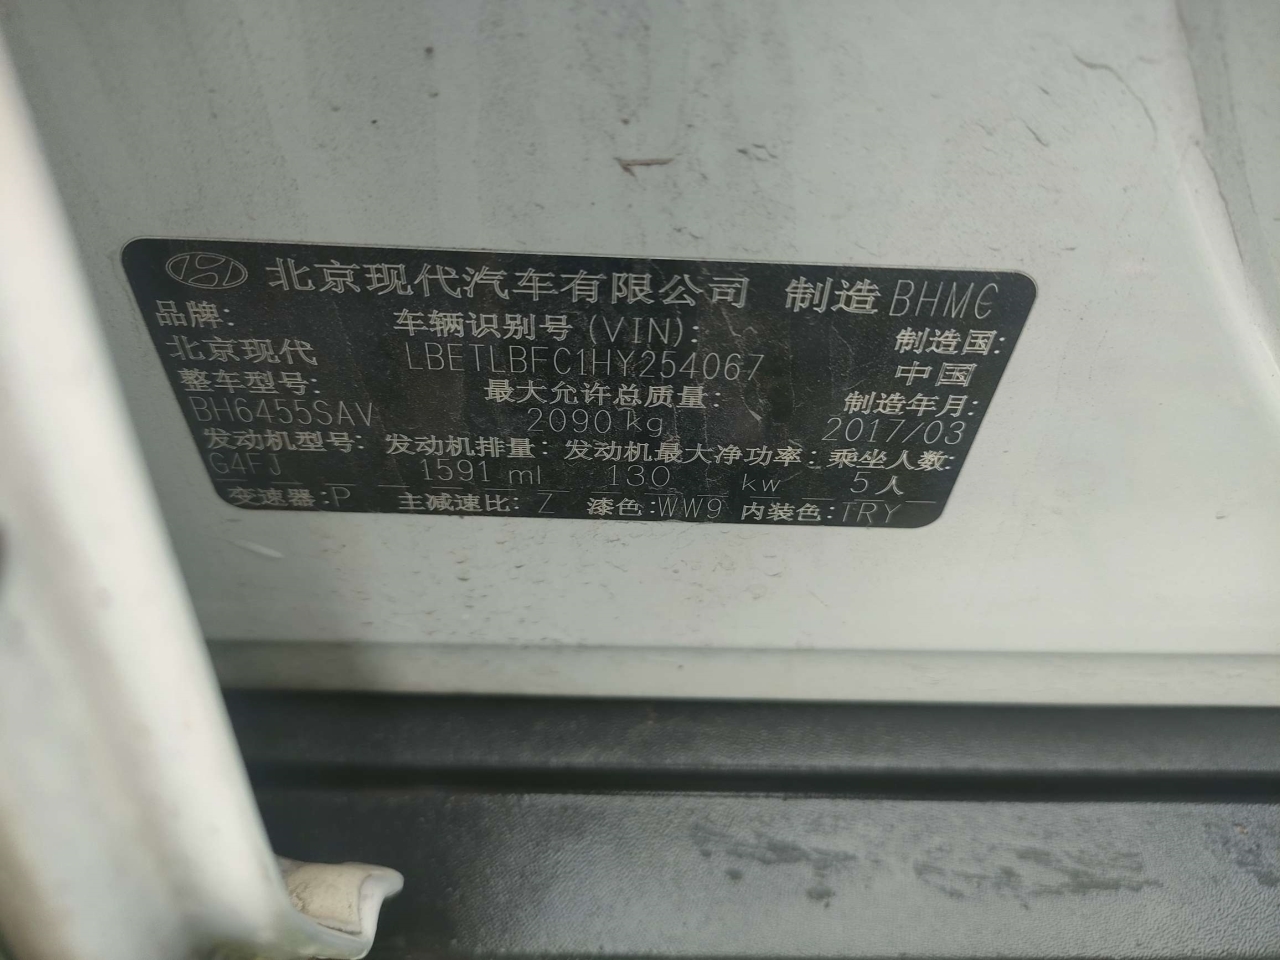 北京现代汽车有限公司 制造 BHMC
品牌: 车辆识别号(VIN): 制造国:
北京现代 LBETLBFC1HY254067 中国
整车型号: 最大允许总质量: 制造年月:
BH6455SAV 2090 kg 2017/03
发动机型号: 发动机排量: 发动机最大净功率: 乘坐人数:
G4FJ 1591 ml 130 kw 5人
变速器:P 主减速比: Z 漆色:WW9 内装色:TRY